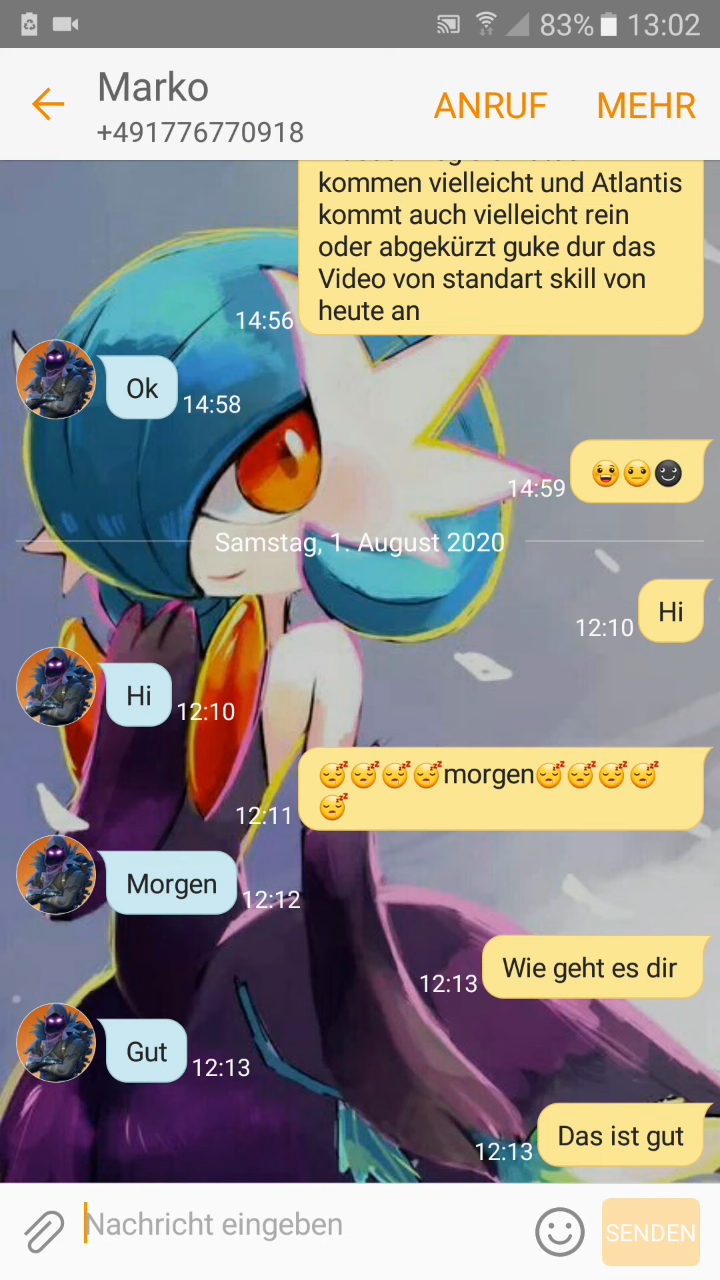 83% 13:02
Marko
+491776770918
ANRUF MEHR
kommen vielleicht und Atlantis
kommt auch vielleicht rein
oder abgekürzt guke dur das
Video von standart skill von
heute an
14:56
Ok
14:58
😀😐☻
14:59
Samstag, 1. August 2020
Hi
12:10
Hi
12:10
😴😴😴😴morgen😴😴😴😴
😴
12:11
Morgen
12:12
Wie geht es dir
12:13
Gut
12:13
Das ist gut
12:13
Nachricht eingeben
SENDEN